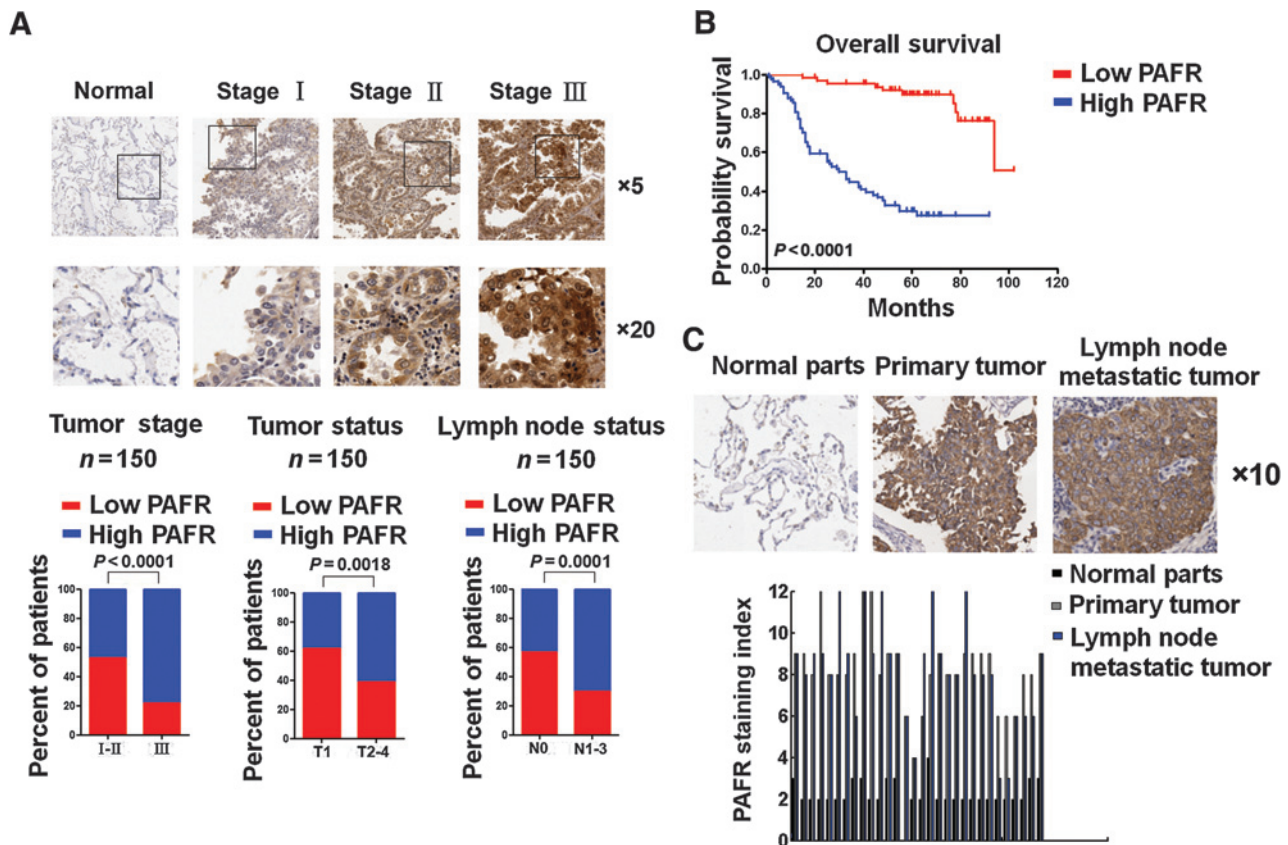 A
Normal
Stage I
Stage II
Stage III
×5
×20
Tumor stage
n=150
Low PAFR
High PAFR
P<0.0001
Percent of patients
100
80
60
40
20
0
I-II
III
Tumor status
n=150
Low PAFR
High PAFR
P=0.0018
Percent of patients
100
80
60
40
20
0
T1
T2-4
Lymph node status
n=150
Low PAFR
High PAFR
P=0.0001
Percent of patients
100
80
60
40
20
0
N0
N1-3
B
Overall survival
Low PAFR
High PAFR
Probability survival
1.0
0.8
0.6
0.4
0.2
0.0
P<0.0001
0
20
40
60
80
100
120
Months
C
Normal parts
Primary tumor
Lymph node
metastatic tumor
×10
Normal parts
Primary tumor
Lymph node
metastatic tumor
PAFR staining index
12
10
8
6
4
2
0